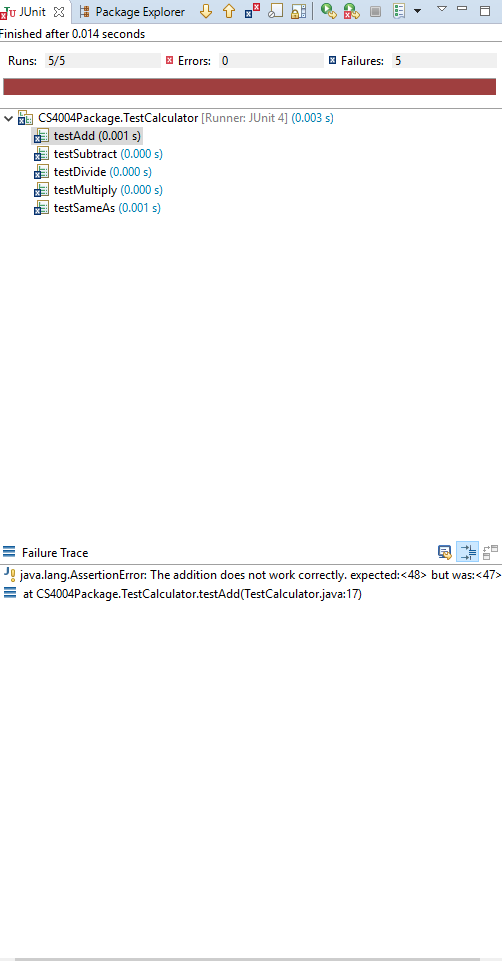 JUnit Package Explorer
Finished after 0.014 seconds
Runs: 5/5 Errors: 0 Failures: 5
CS4004Package.TestCalculator [Runner: JUnit 4] (0.003 s)
testAdd (0.001 s)
testSubtract (0.000 s)
testDivide (0.000 s)
testMultiply (0.000 s)
testSameAs (0.001 s)
Failure Trace
java.lang.AssertionError: The addition does not work correctly. expected:<48> but was:<47>
at CS4004Package.TestCalculator.testAdd(TestCalculator.java:17)